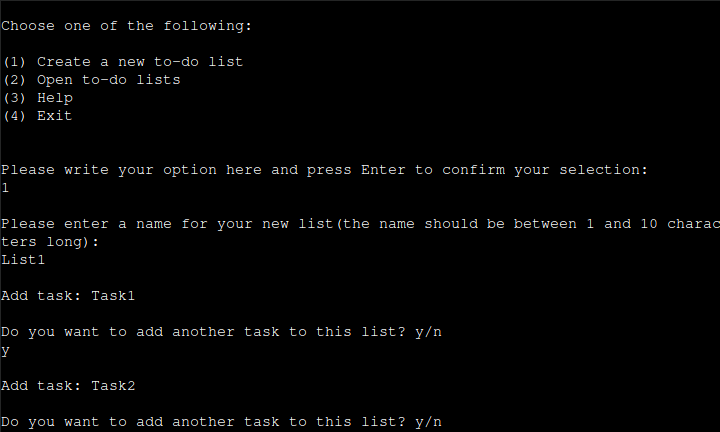 Choose one of the following:
(1) Create a new to-do list
(2) Open to-do lists
(3) Help
(4) Exit
Please write your option here and press Enter to confirm your selection:
1
Please enter a name for your new list(the name should be between 1 and 10 charac
ters long):
List1
Add task: Task1
Do you want to add another task to this list? y/n
y
Add task: Task2
Do you want to add another task to this list? y/n